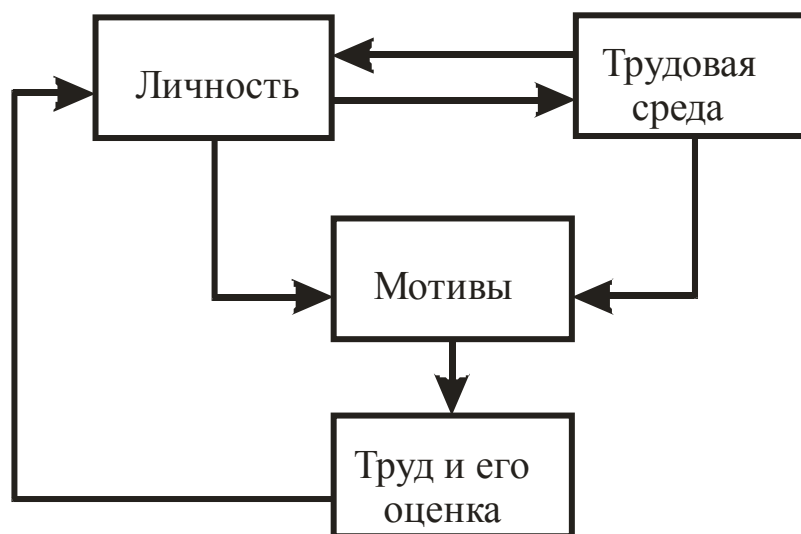 Личность
Трудовая
среда
Мотивы
Труд и его
оценка